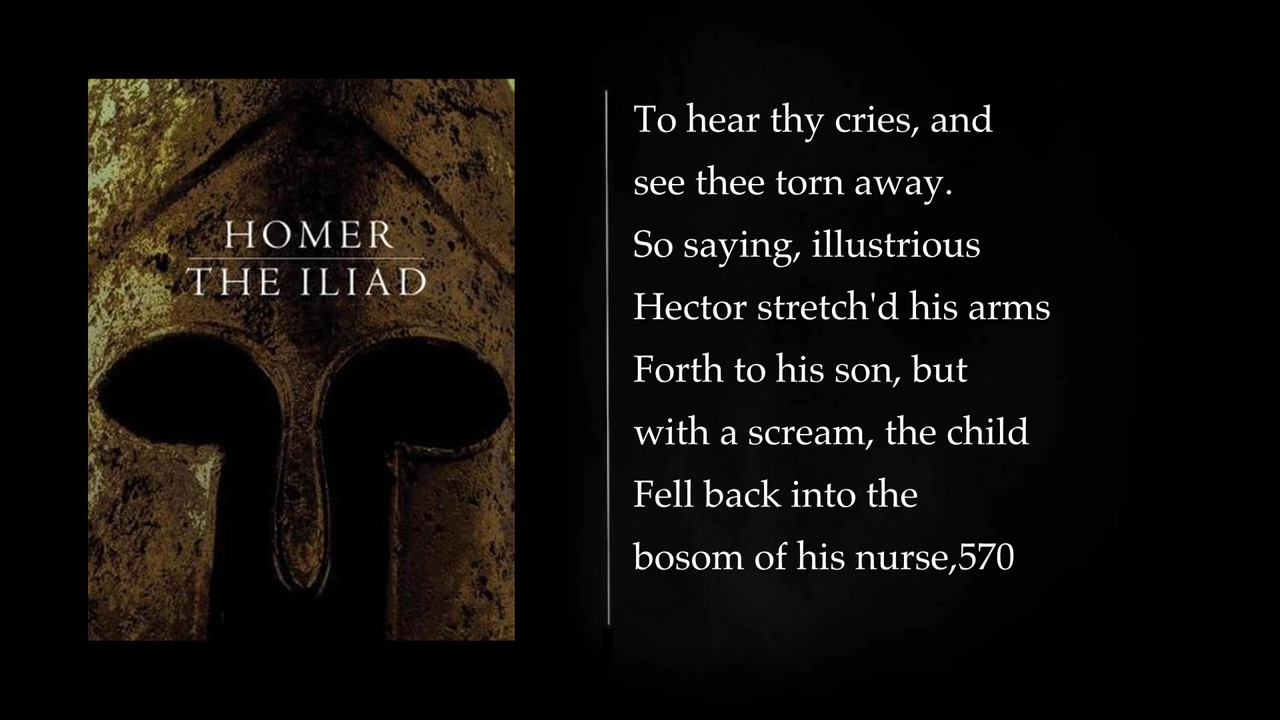 HOMER
THE ILIAD
To hear thy cries, and
see thee torn away.
So saying, illustrious
Hector stretch'd his arms
Forth to his son, but
with a scream, the child
Fell back into the
bosom of his nurse,570